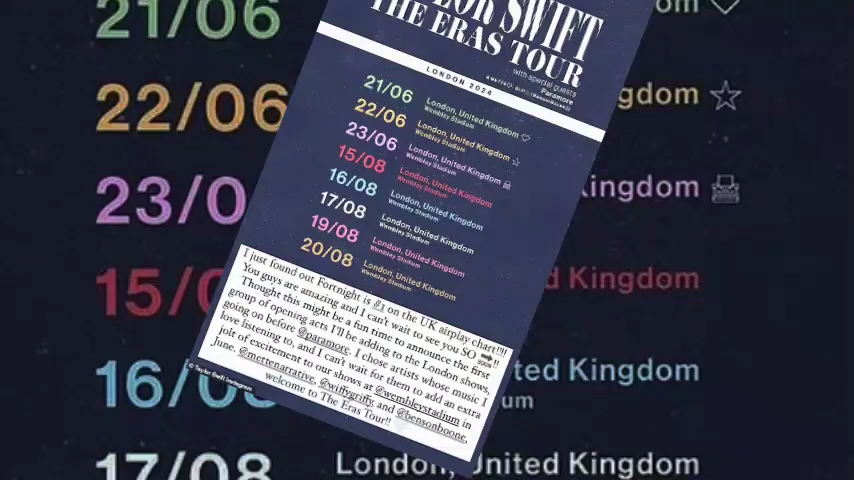 TAYLOR SWIFT
THE ERAS TOUR
with special guests
Paramore
LONDON 2024
21/06 London, United Kingdom
Wembley Stadium
22/06 London, United Kingdom
Wembley Stadium
23/06 London, United Kingdom
Wembley Stadium
15/08 London, United Kingdom
Wembley Stadium
16/08 London, United Kingdom
Wembley Stadium
17/08 London, United Kingdom
Wembley Stadium
19/08 London, United Kingdom
Wembley Stadium
20/08 London, United Kingdom
Wembley Stadium
I just found out Fortnight is #1 on the UK airplay chart!!!
You guys are amazing and I can't wait to see you SO SOON !!
Thought this might be a fun time to announce the first
group of opening acts I'll be adding to the London shows,
going on before @paramore. I chose artists whose music I
love listening to, and I can't wait for them to add an extra
jolt of excitement to our shows at @wembleystadium in
June. @mettenarrative, @wiffygriffy, and @bensonboone,
welcome to The Eras Tour!!
© Taylor Swift Instagram
21/06 om
22/06 gdom
23/0 Kingdom
15/0 d Kingdom
16/08 ted Kingdom
um
17/08 London, United Kingdom